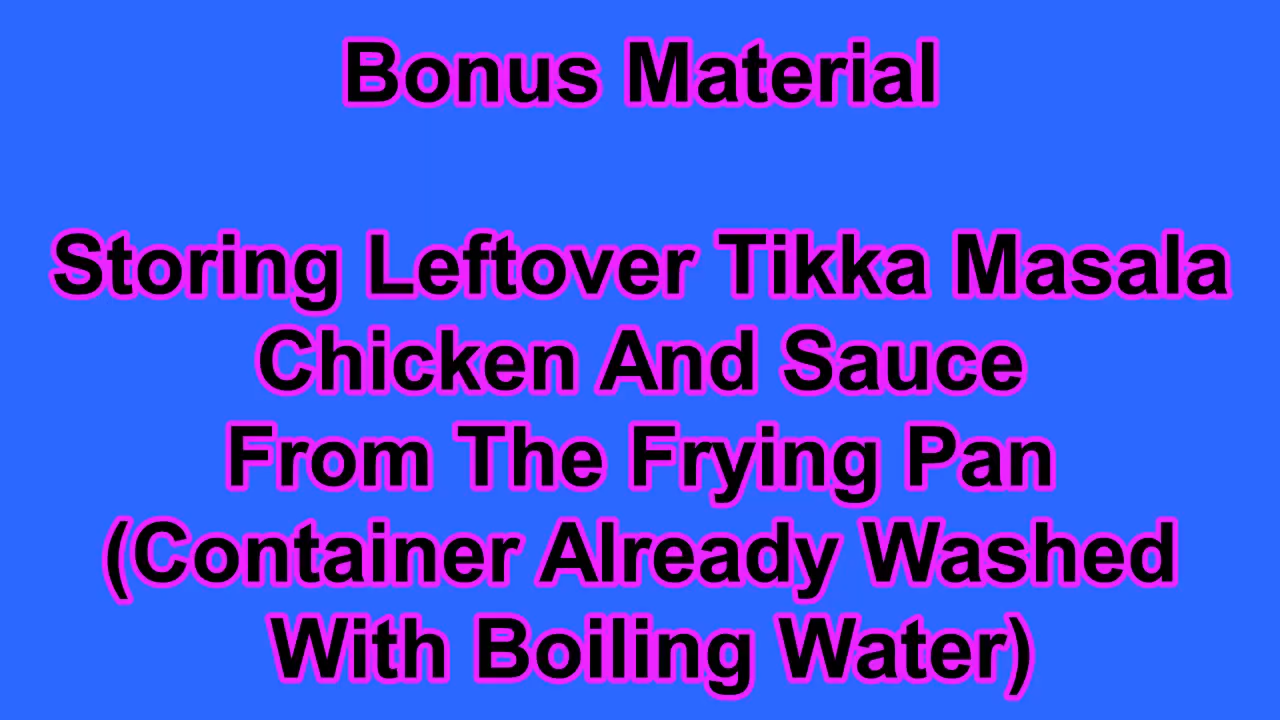 Bonus Material
Storing Leftover Tikka Masala
Chicken And Sauce
From The Frying Pan
(Container Already Washed
With Boiling Water)